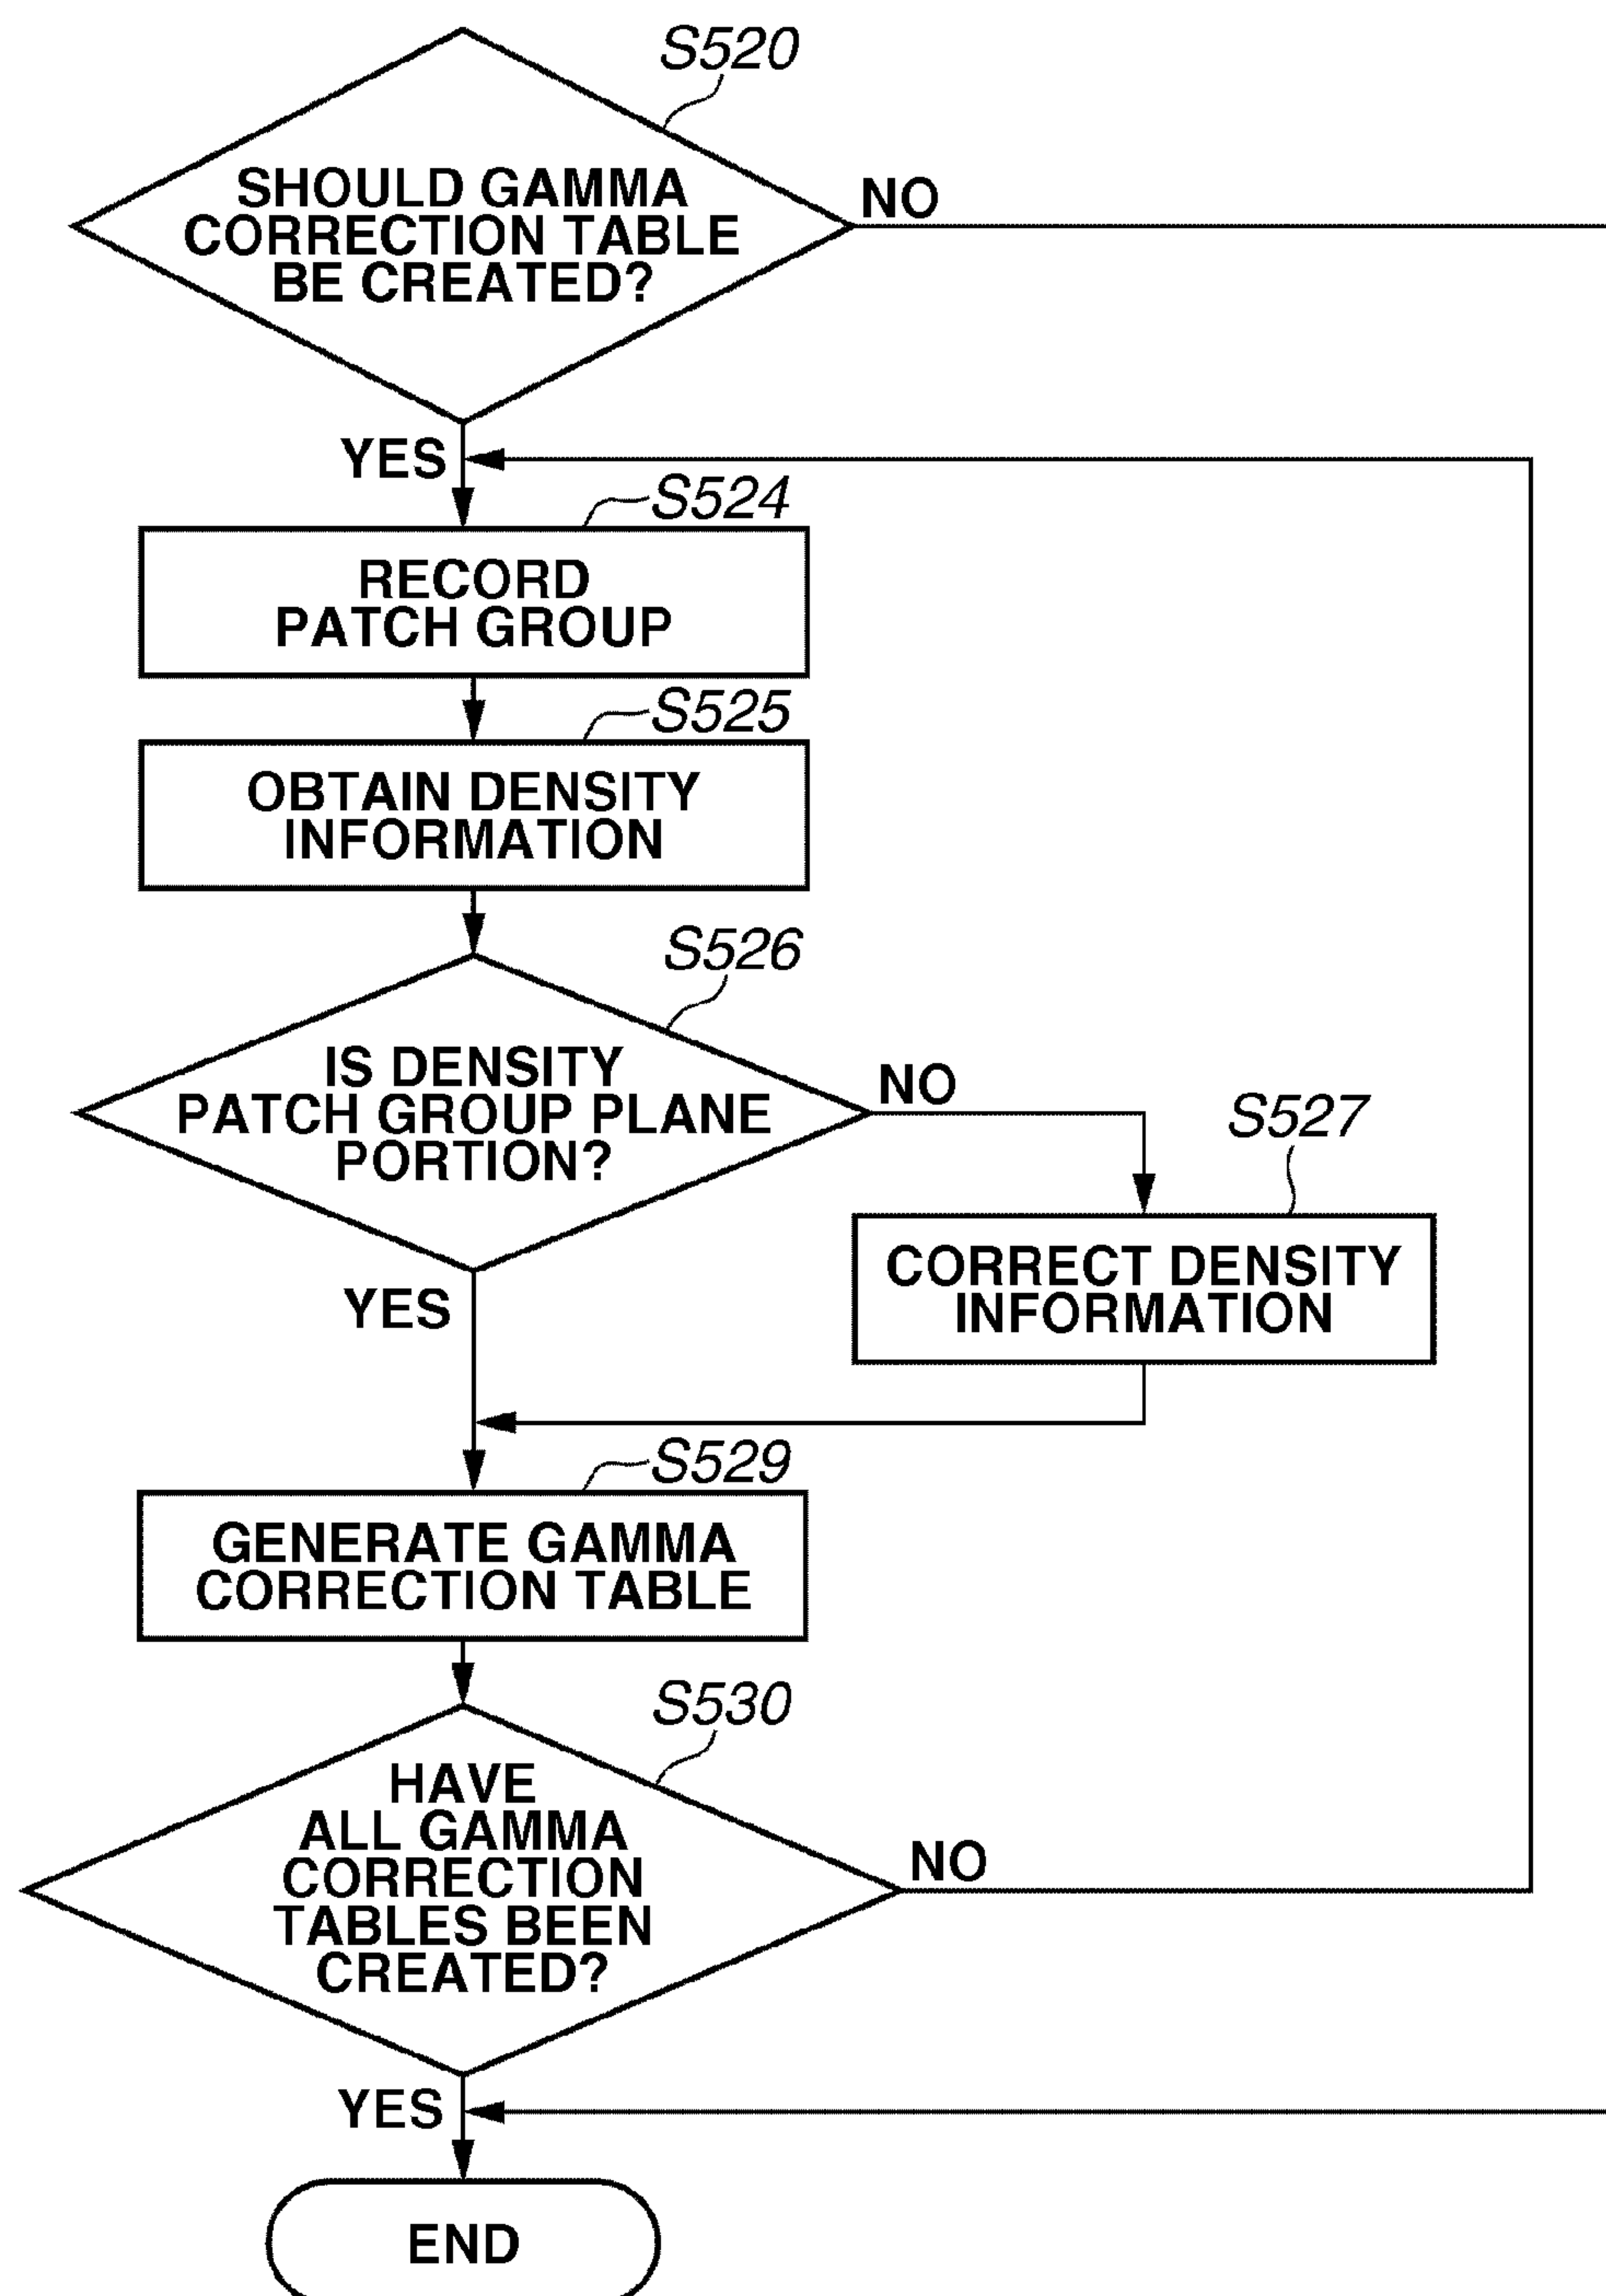 S520
SHOULD GAMMA
CORRECTION TABLE
BE CREATED?
NO
YES
S524
RECORD
PATCH GROUP
S525
OBTAIN DENSITY
INFORMATION
S526
IS DENSITY
PATCH GROUP PLANE
PORTION?
NO
S527
CORRECT DENSITY
INFORMATION
YES
S529
GENERATE GAMMA
CORRECTION TABLE
S530
HAVE
ALL GAMMA
CORRECTION
TABLES BEEN
CREATED?
NO
YES
END